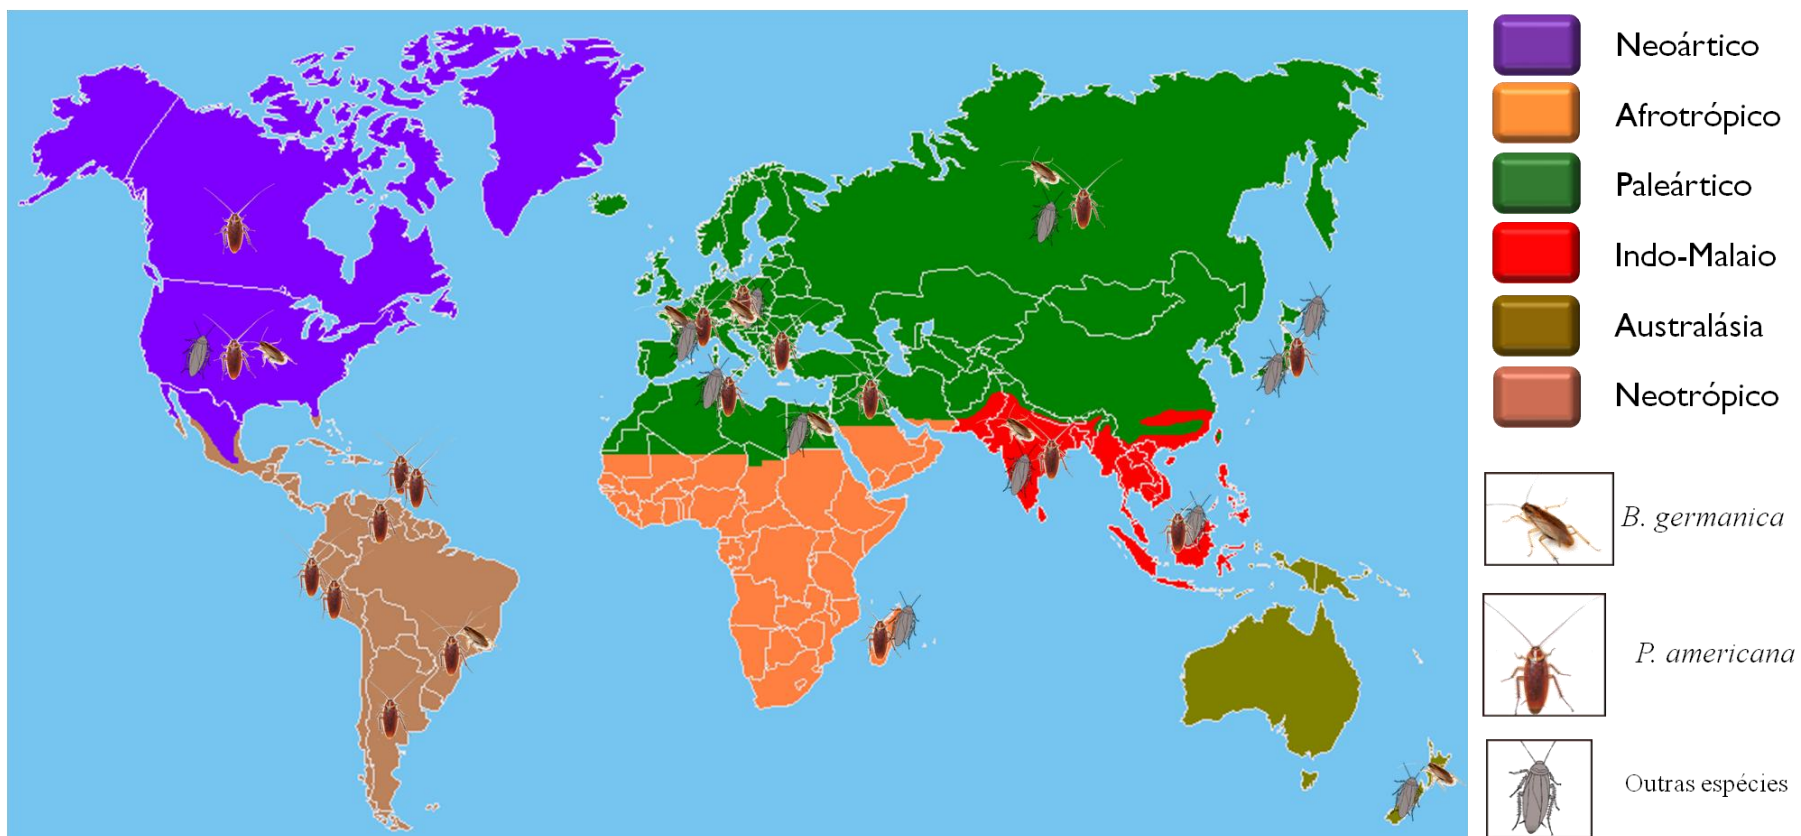 Neoártico
Afrotrópico
Paleártico
Indo-Malaio
Australásia
Neotrópico
B. germanica
P. americana
Outras espécies